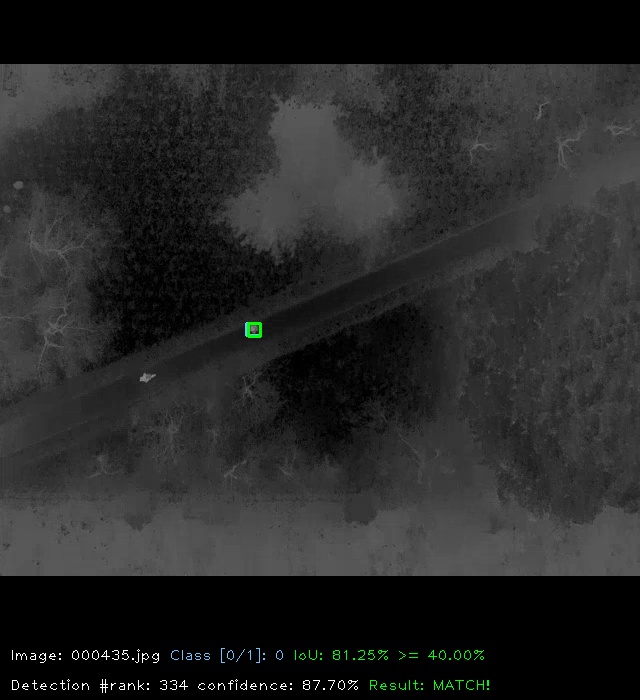 Image: 000435.jpg Class [0/1]: 0 IoU: 81.25% >= 40.00%
Detection #rank: 334 confidence: 87.70% Result: MATCH!